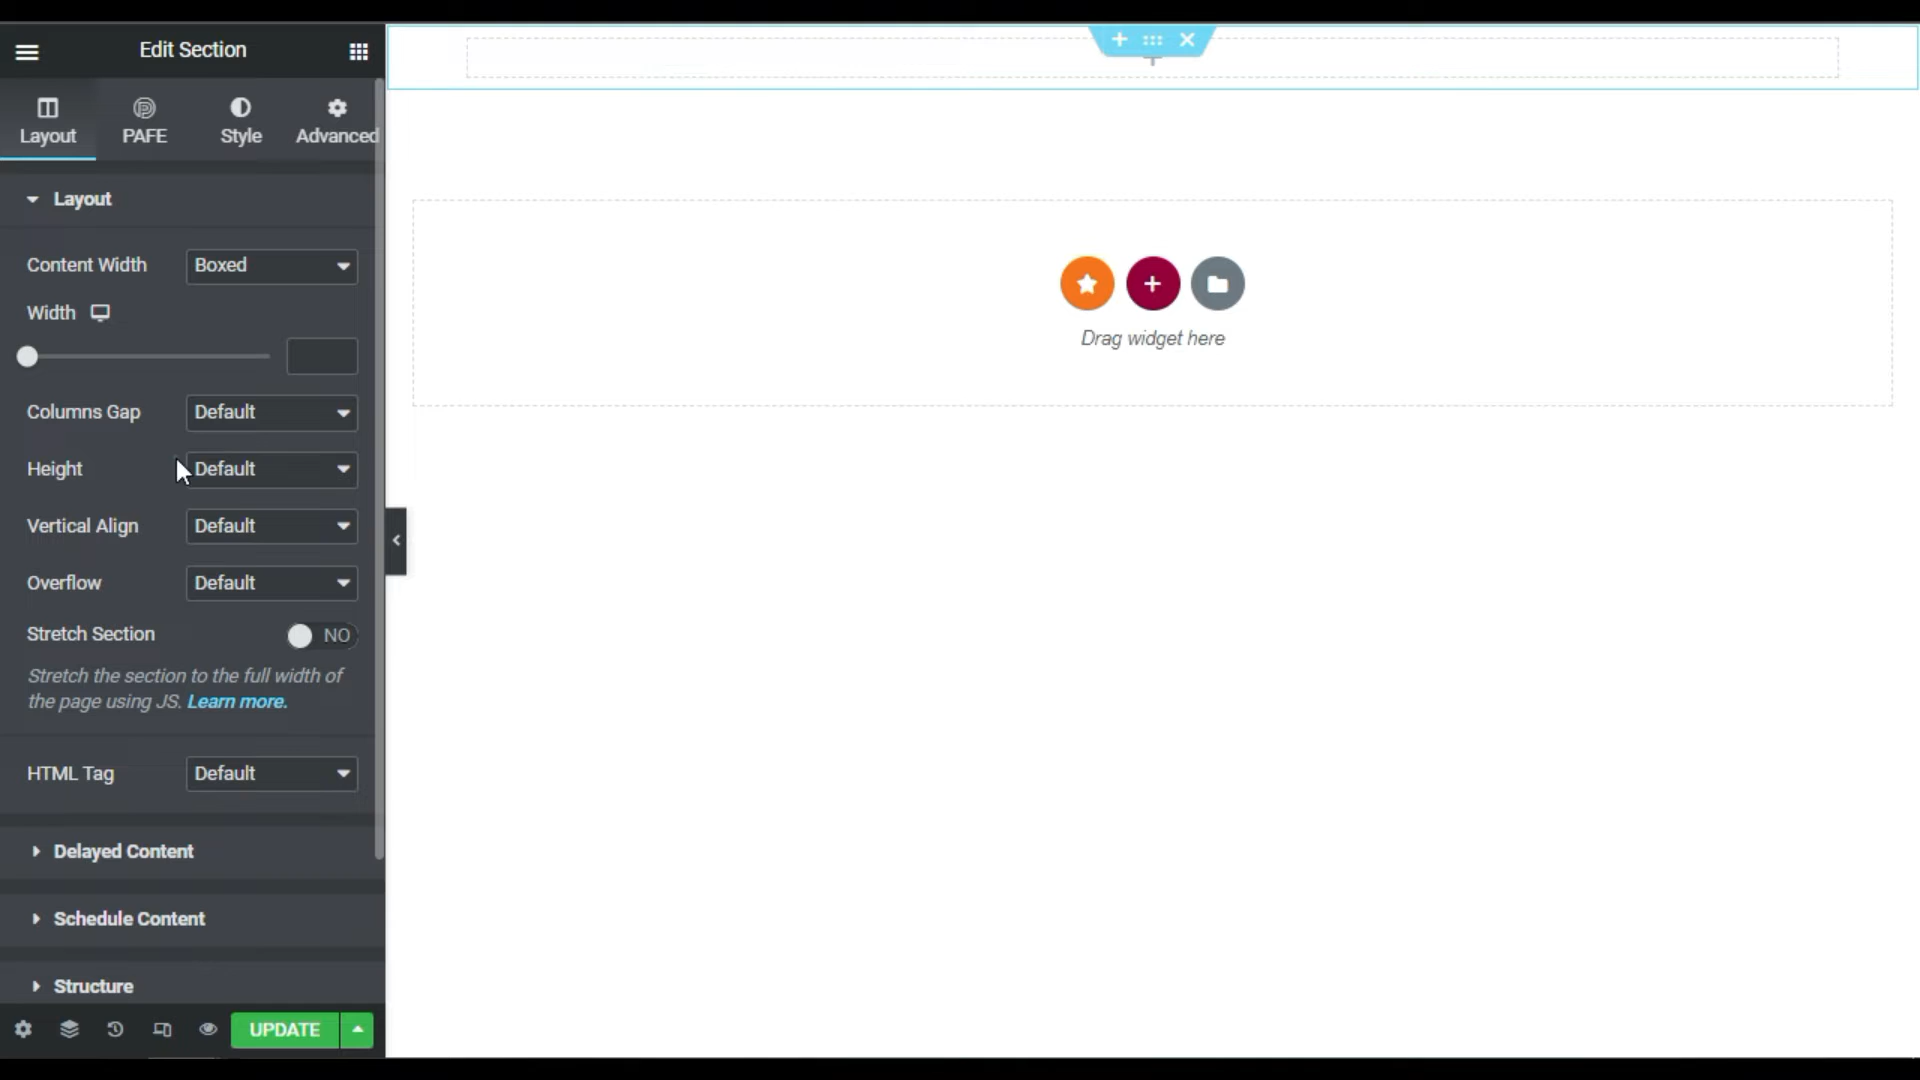 Edit Section
Layout
PAFE
Style
Advanced
Layout
Content Width
Boxed
Width
Columns Gap
Default
Height
Default
Vertical Align
Default
Overflow
Default
Stretch Section
NO
Stretch the section to the full width of
the page using JS. Learn more.
HTML Tag
Default
Delayed Content
Schedule Content
Structure
UPDATE
Drag widget here